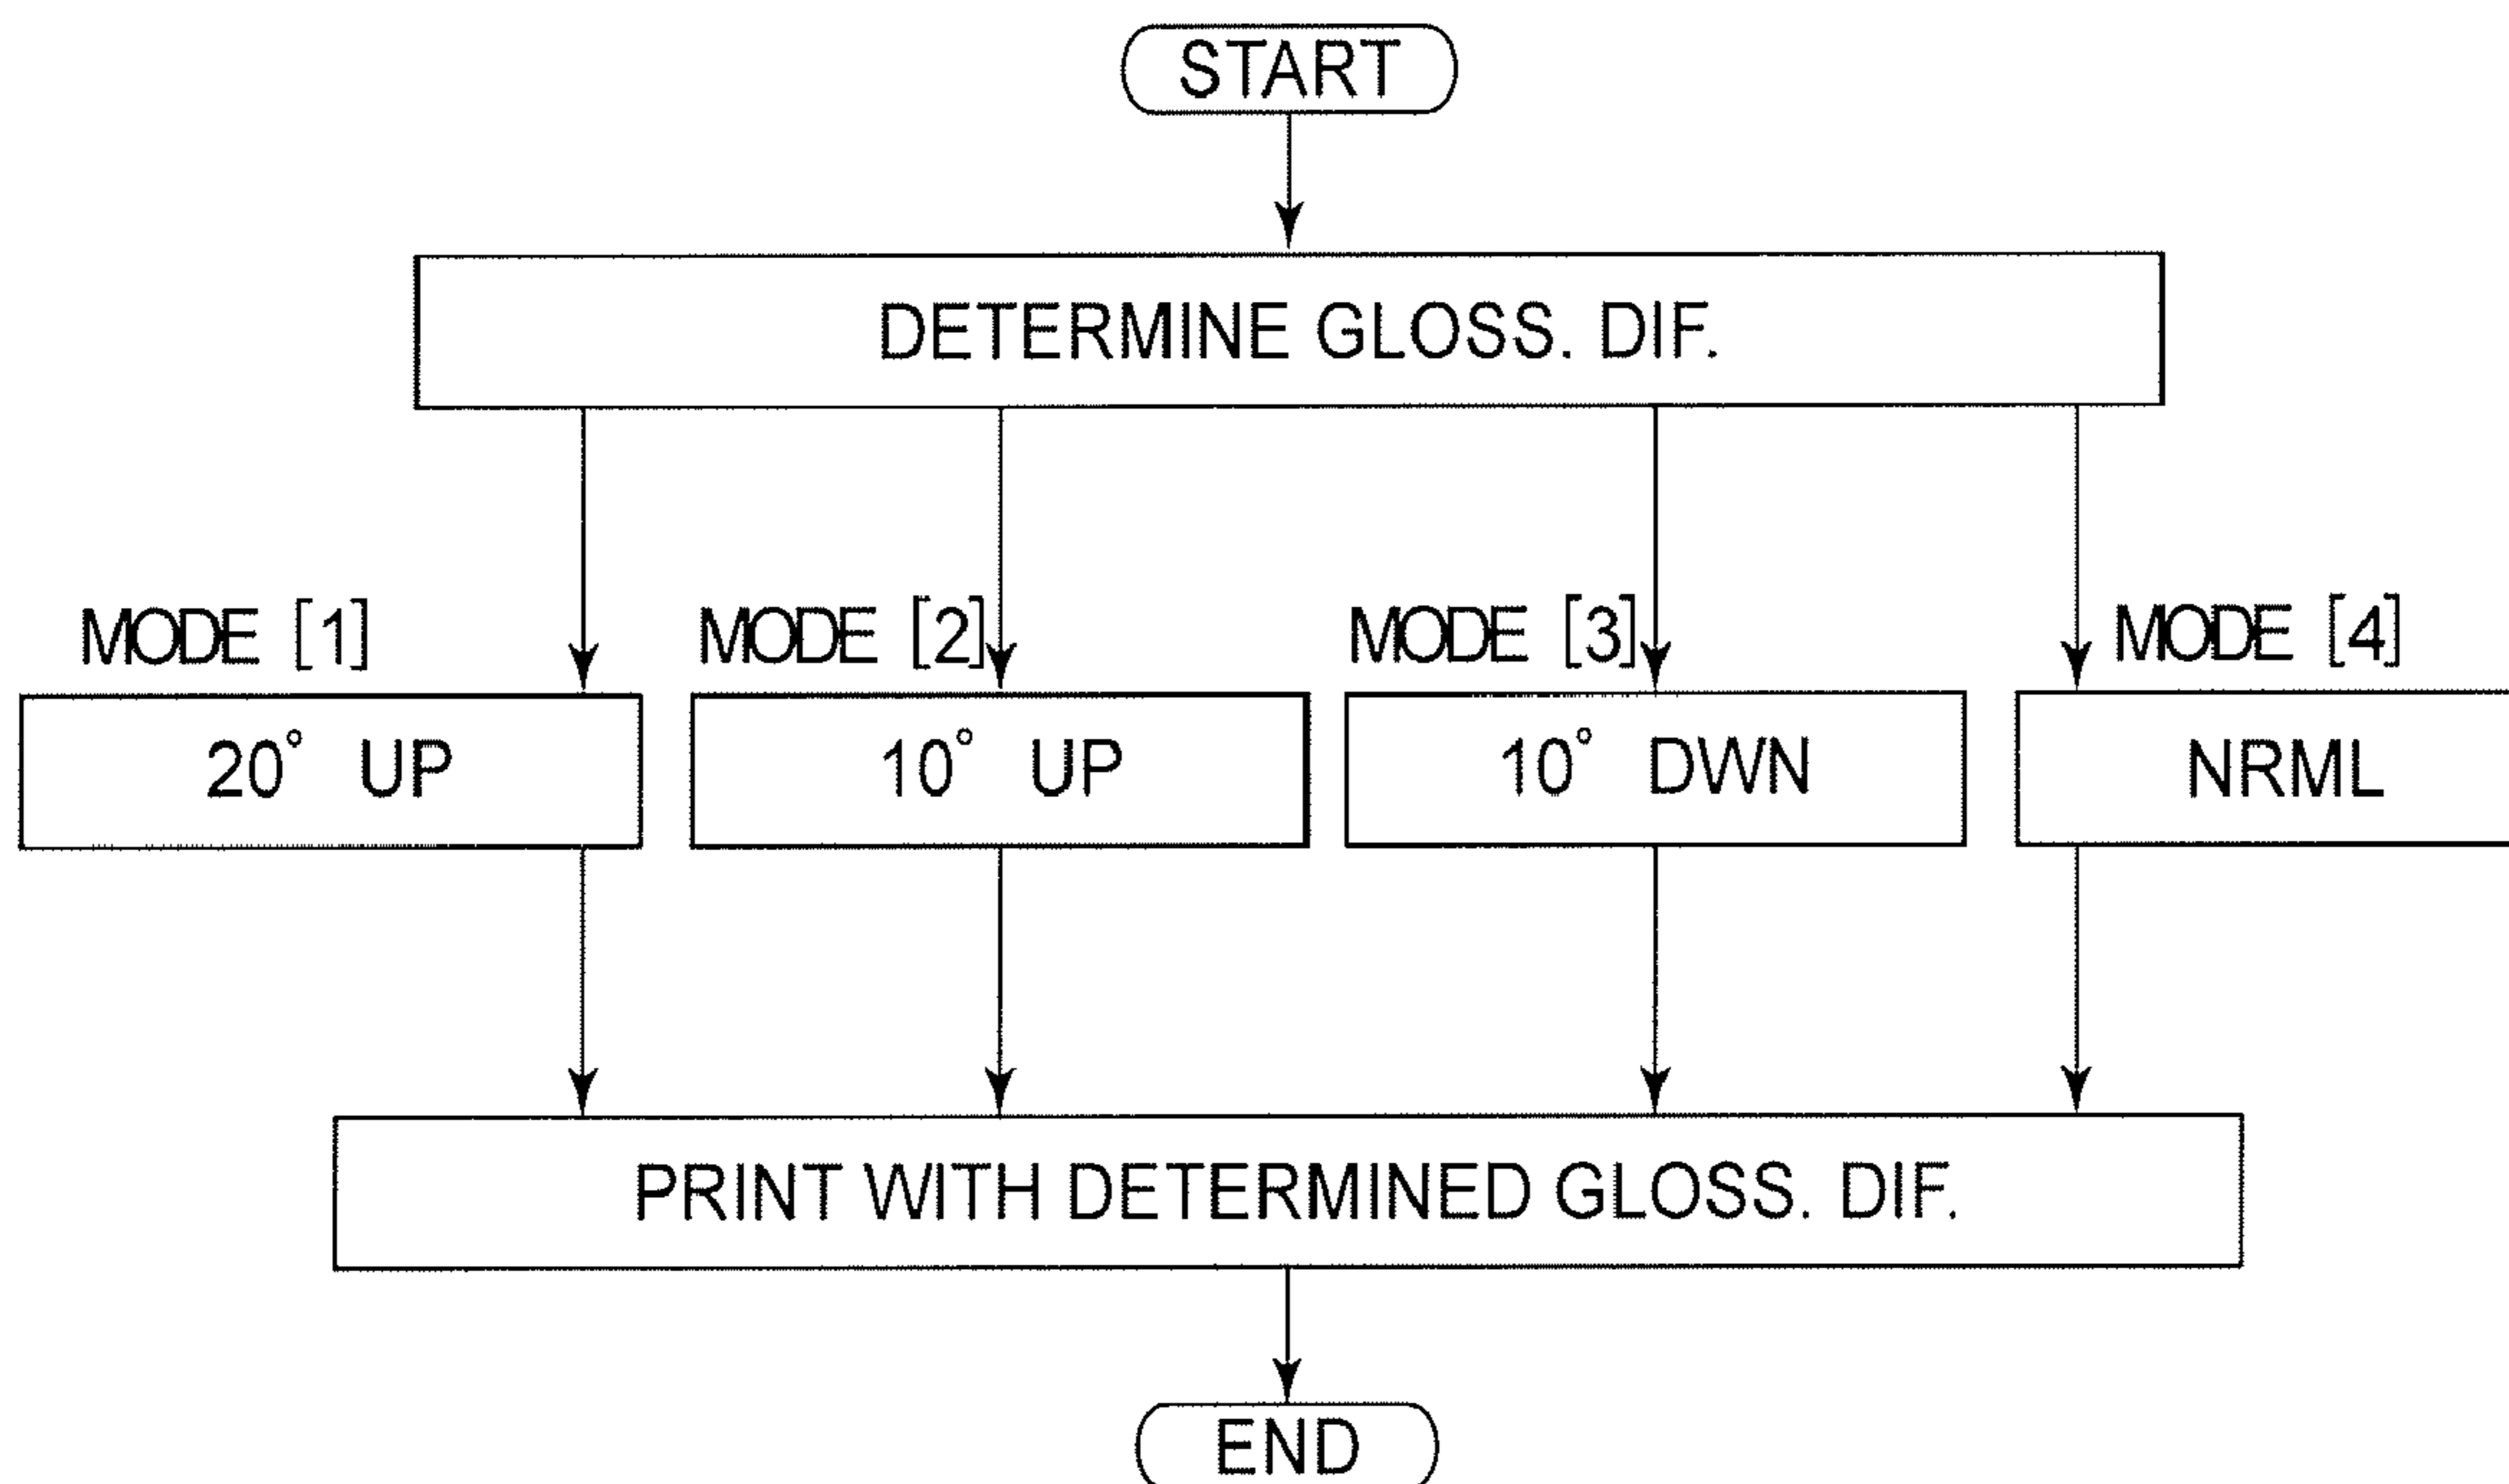 START
DETERMINE GLOSS. DIF.
MODE [1]
MODE [2]
MODE [3]
MODE [4]
20° UP
10° UP
10° DWN
NRML
PRINT WITH DETERMINED GLOSS. DIF.
END